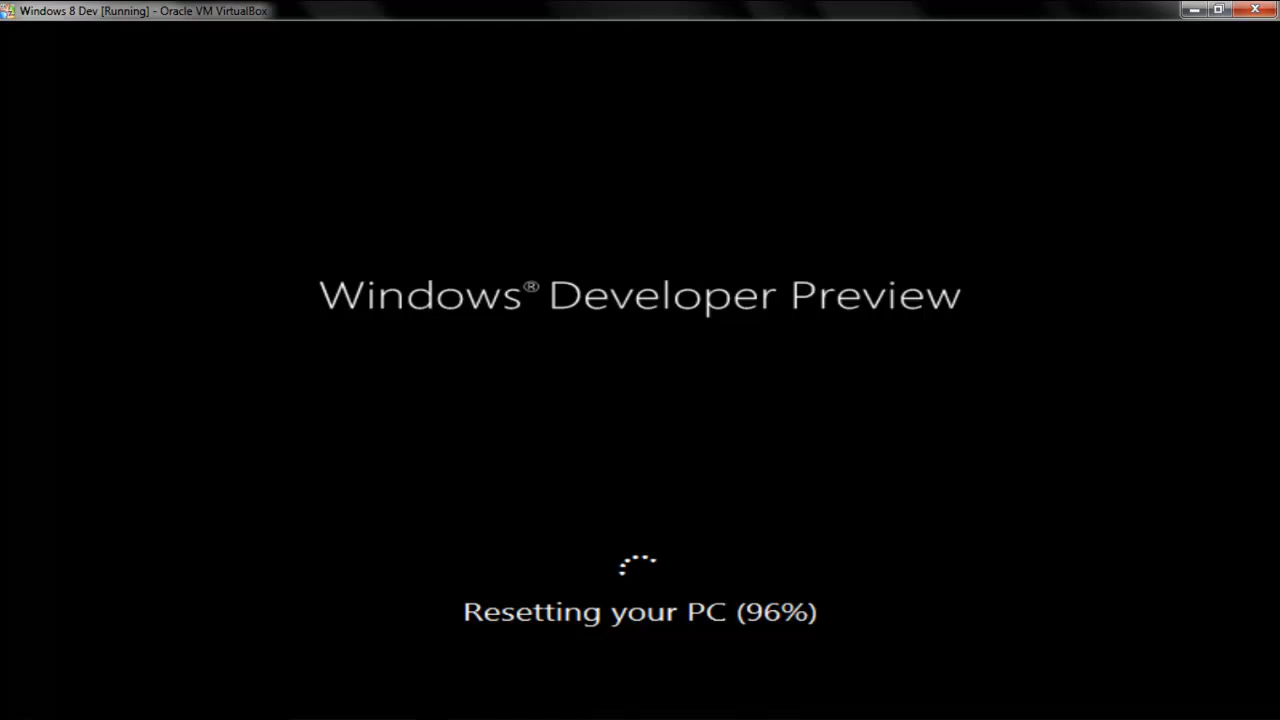 Windows 8 Dev [Running] - Oracle VM VirtualBox
Windows® Developer Preview
Resetting your PC (96%)